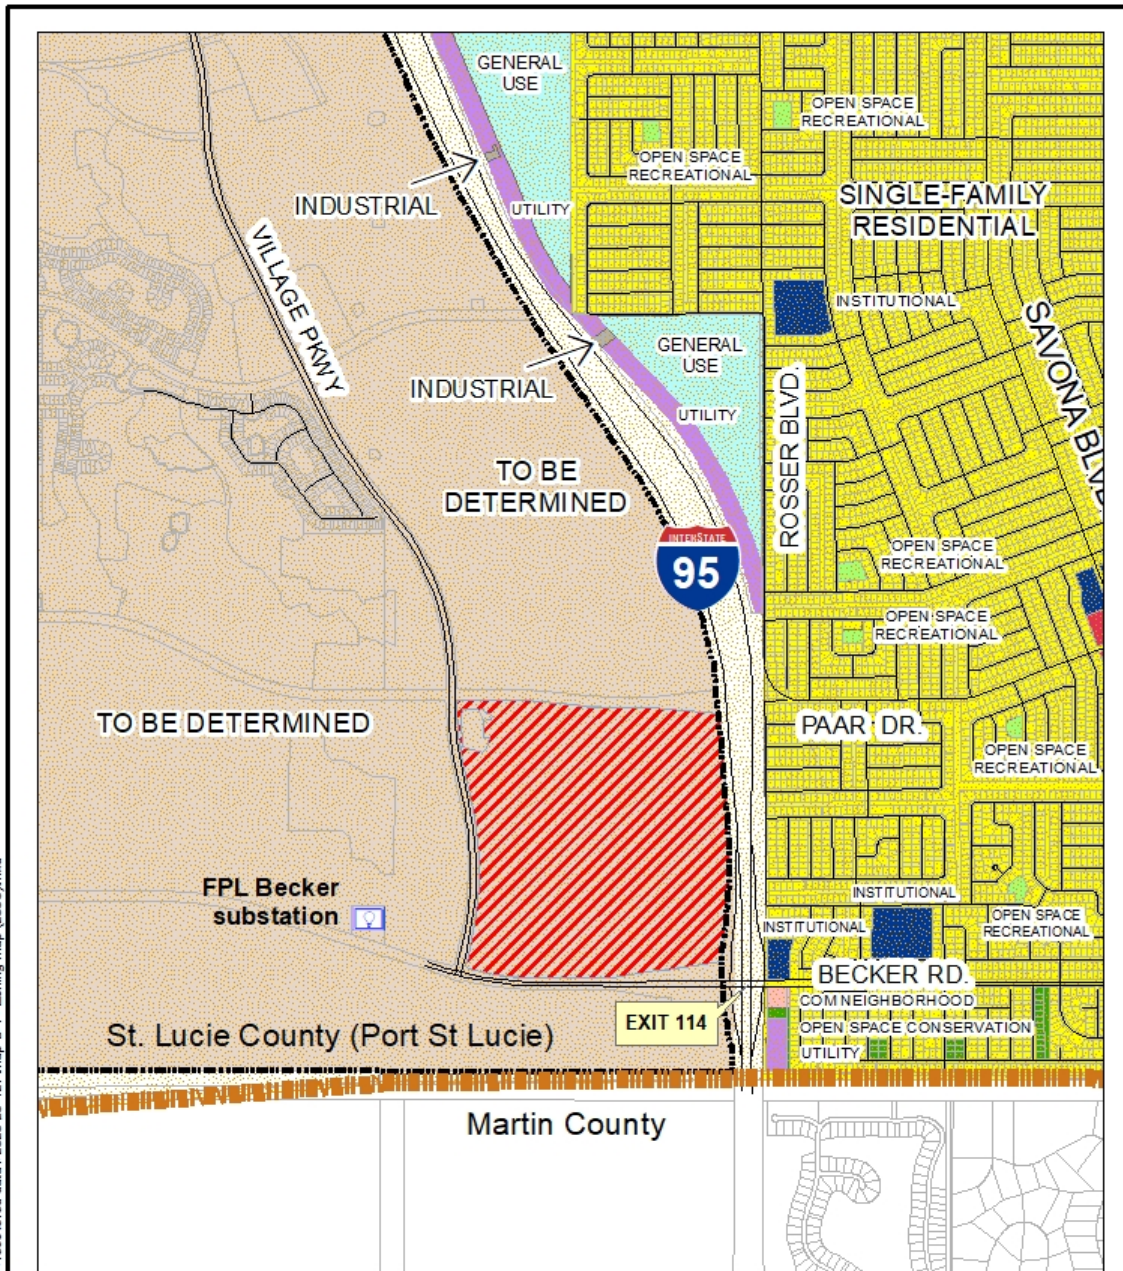 GENERAL
USE
OPEN SPACE
RECREATIONAL
OPEN SPACE
RECREATIONAL
SINGLE-FAMILY
RESIDENTIAL
INDUSTRIAL
UTILITY
VILLAGE PKWY
INSTITUTIONAL
SAVONA BLVD.
GENERAL
USE
INDUSTRIAL
UTILITY
ROSSER BLVD.
TO BE
DETERMINED
INTERSTATE
95
OPEN SPACE
RECREATIONAL
OPEN SPACE
RECREATIONAL
TO BE DETERMINED
PAAR DR.
OPEN SPACE
RECREATIONAL
FPL Becker
substation
INSTITUTIONAL
INSTITUTIONAL
OPEN SPACE
RECREATIONAL
BECKER RD.
COM NEIGHBORHOOD
EXIT 114
OPEN SPACE CONSERVATION
St. Lucie County (Port St Lucie)
UTILITY
Martin County